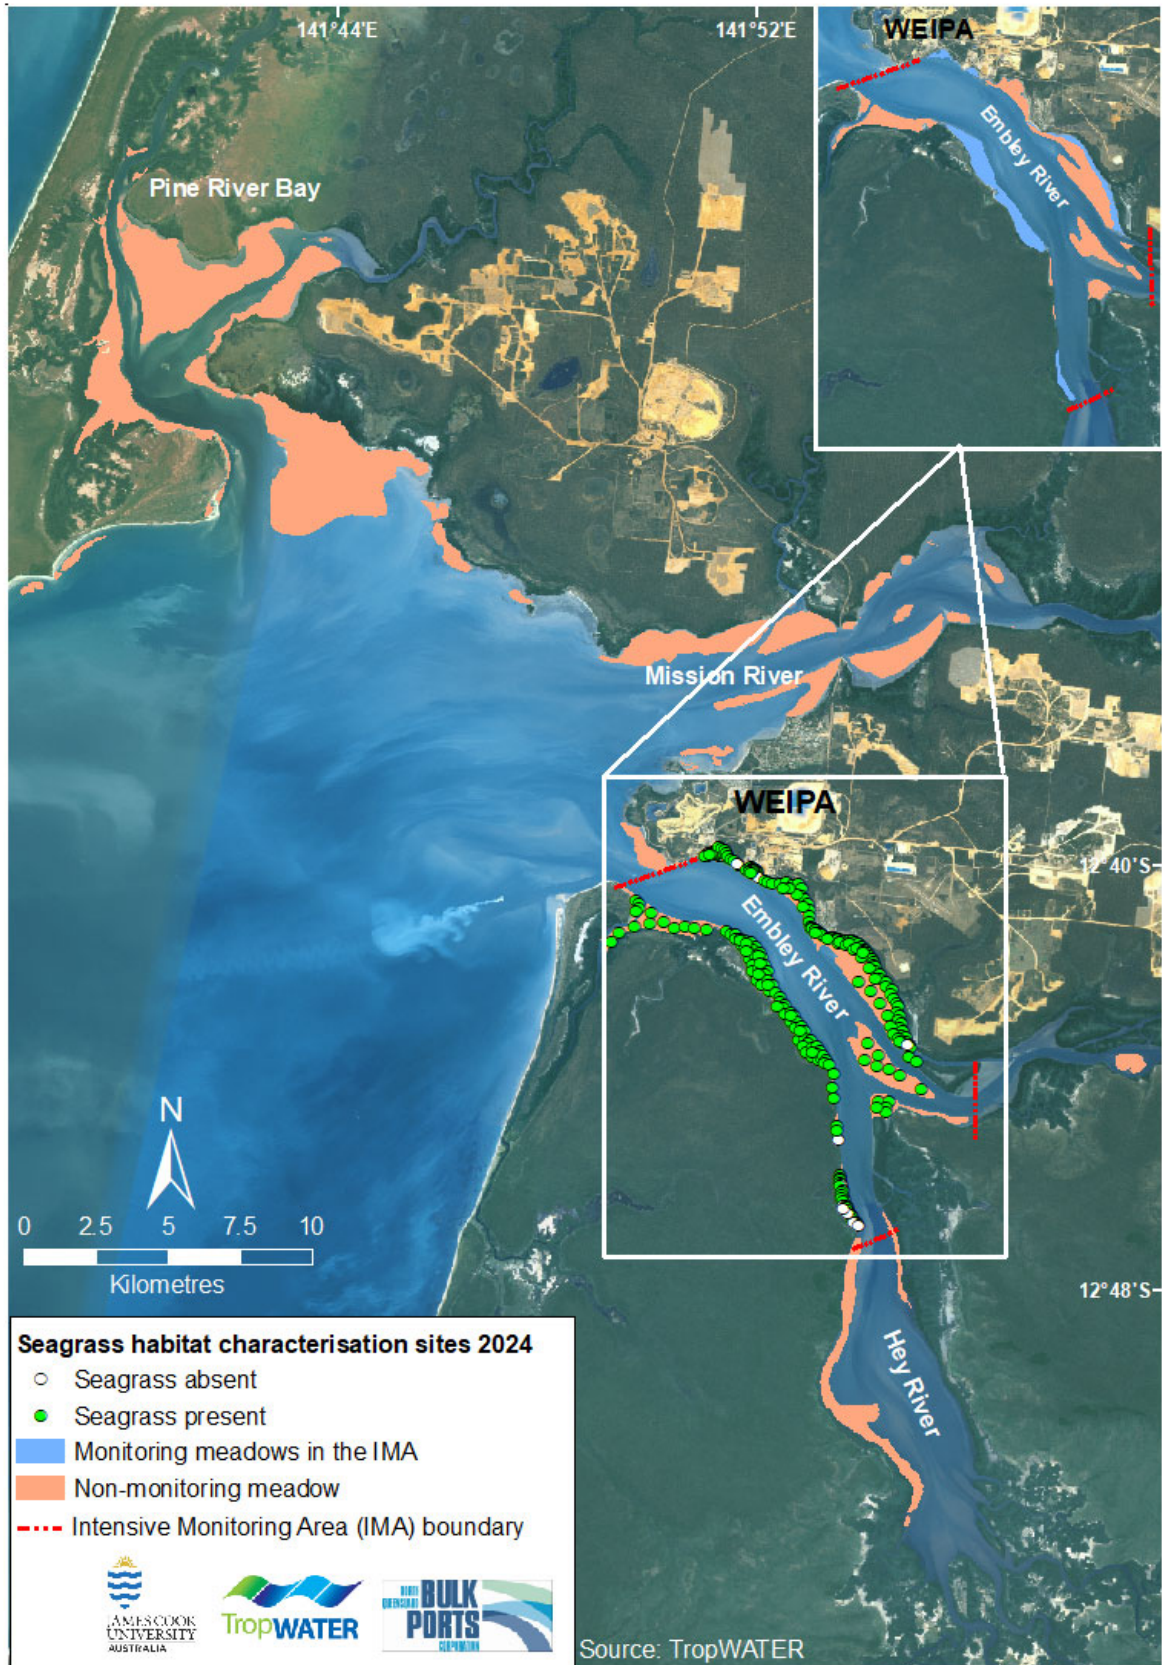 141°44'E
141°52'E
WEIPA
Embley River
Pine River Bay
Mission River
WEIPA
12°40'S
Embley River
N
0 2.5 5 7.5 10
Kilometres
12°48'S
Hey River
Seagrass habitat characterisation sites 2024
Seagrass absent
Seagrass present
Monitoring meadows in the IMA
Non-monitoring meadow
Intensive Monitoring Area (IMA) boundary
JAMES COOK
UNIVERSITY
AUSTRALIA
TropWATER
NORTH
QUEENSLAND
BULK
PORTS
CORPORATION
Source: TropWATER